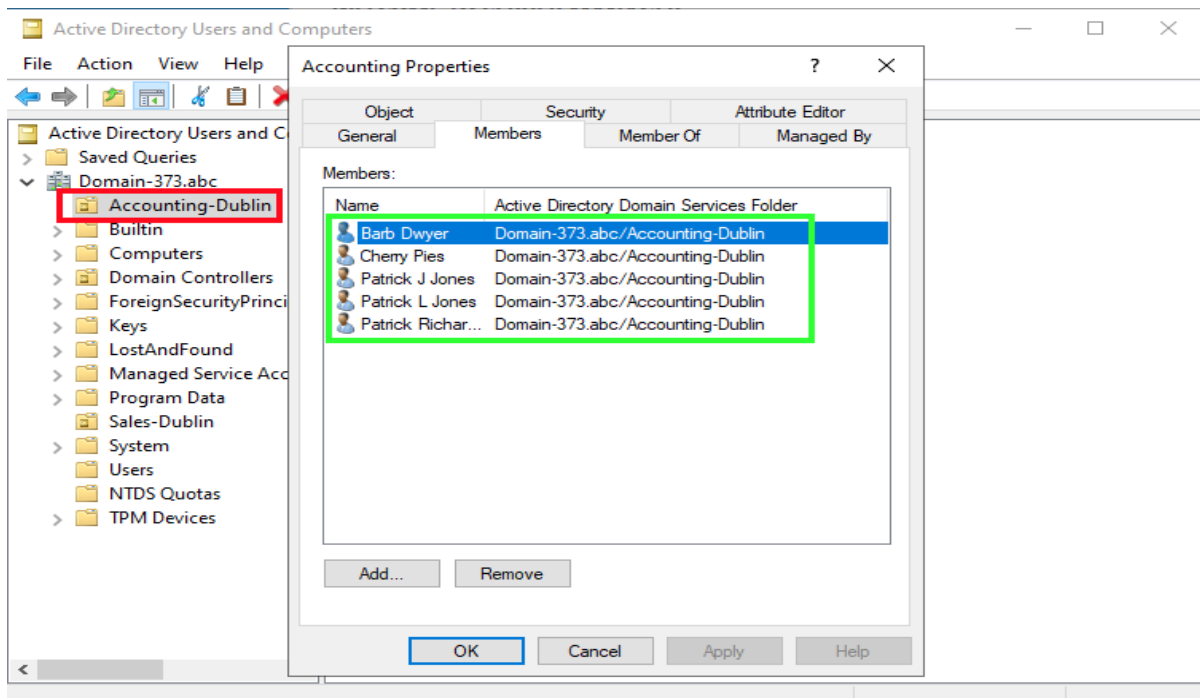 Active Directory Users and Computers
File Action View Help
Active Directory Users and C
Saved Queries
Domain-373.abc
Accounting-Dublin
Builtin
Computers
Domain Controllers
ForeignSecurityPrinci
Keys
LostAndFound
Managed Service Acc
Program Data
Sales-Dublin
System
Users
NTDS Quotas
TPM Devices
Accounting Properties ?
Object Security Attribute Editor
General Members Member Of Managed By
Members:
Name Active Directory Domain Services Folder
Barb Dwyer Domain-373.abc/Accounting-Dublin
Cherry Pies Domain-373.abc/Accounting-Dublin
Patrick J Jones Domain-373.abc/Accounting-Dublin
Patrick L Jones Domain-373.abc/Accounting-Dublin
Patrick Richar... Domain-373.abc/Accounting-Dublin
Add... Remove
OK Cancel Apply Help